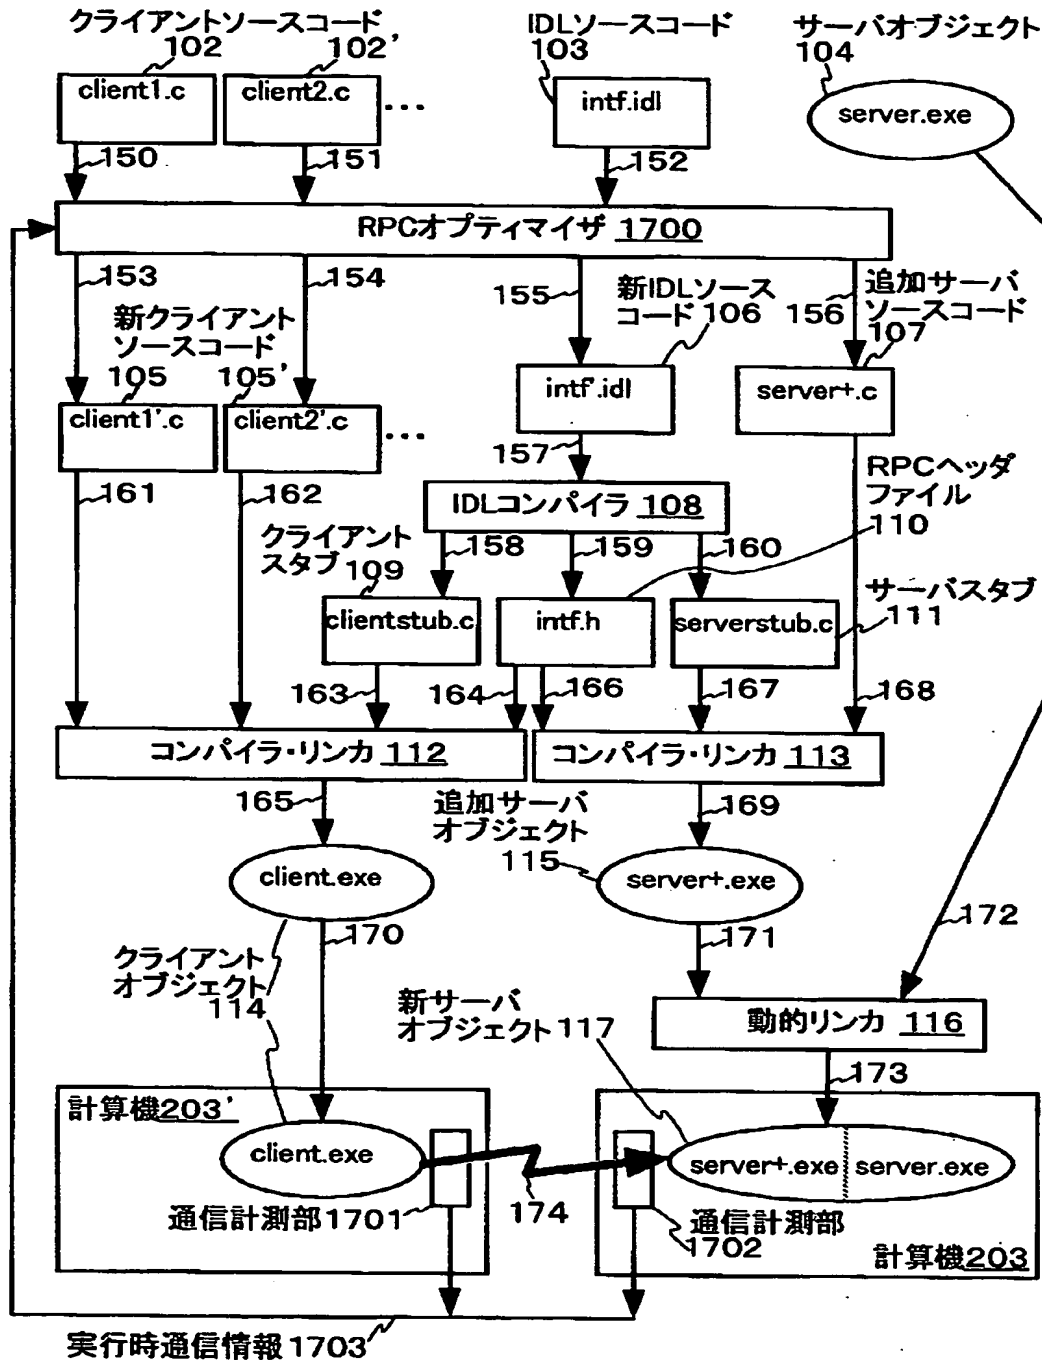 クライアントソースコード
102
102'
IDLソースコード
103
サーバオブジェクト
104
client1.c
client2.c
...
intf.idl
server.exe
150
151
152
RPCオプティマイザ 1700
153
154
155
156
新クライアント
ソースコード
105
105'
新IDLソース
コード 106
追加サーバ
ソースコード
107
client1'.c
client2'.c
...
intf'.idl
server+.c
157
161
162
IDLコンパイラ 108
RPCヘッダ
ファイル
110
クライアント
スタブ 109
158
159
160
clientstub.c
intf.h
serverstub.c
サーバスタブ
111
163
164
166
167
168
コンパイラ・リンカ 112
コンパイラ・リンカ 113
165
追加サーバ
オブジェクト
115
169
client.exe
server+.exe
170
171
172
クライアント
オブジェクト
114
新サーバ
オブジェクト 117
動的リンカ 116
173
計算機203'
client.exe
server+.exe
server.exe
通信計測部1701
174
通信計測部
1702
計算機203
実行時通信情報1703